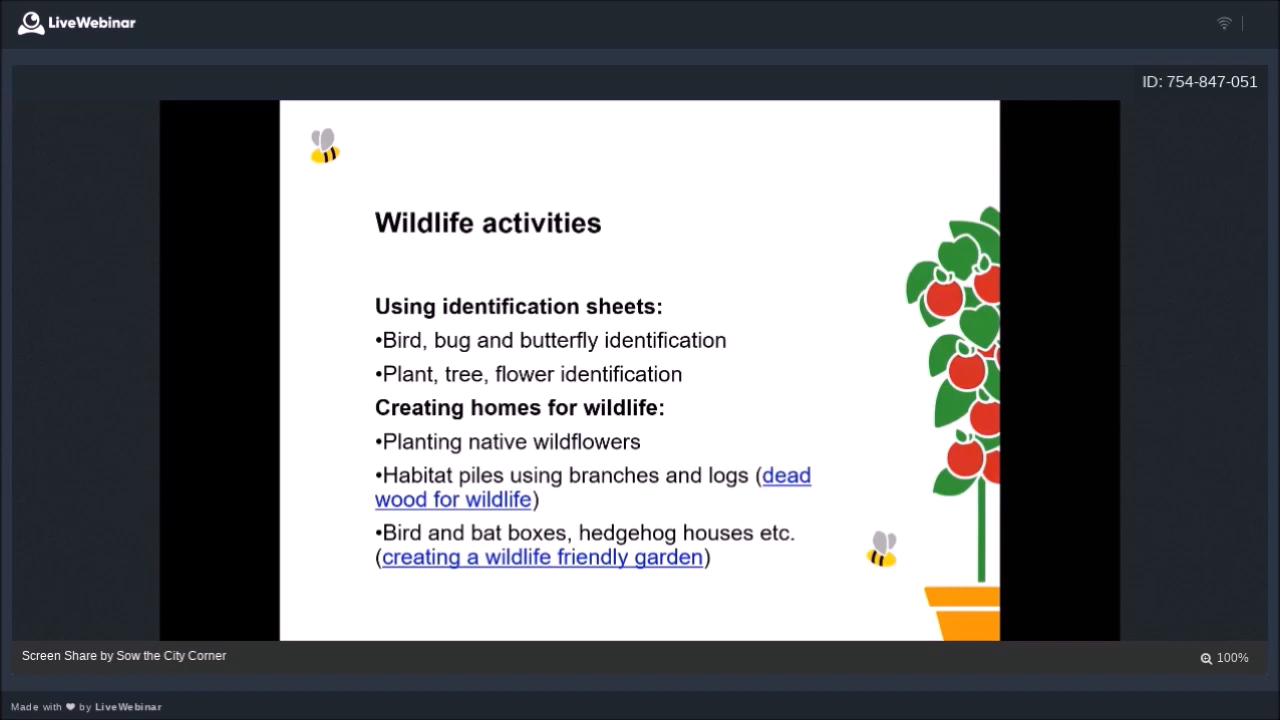 LiveWebinar
ID: 754-847-051
Wildlife activities
Using identification sheets:
•Bird, bug and butterfly identification
•Plant, tree, flower identification
Creating homes for wildlife:
•Planting native wildflowers
•Habitat piles using branches and logs (dead
wood for wildlife)
•Bird and bat boxes, hedgehog houses etc.
(creating a wildlife friendly garden)
Screen Share by Sow the City Corner
100%
Made with ❤ by LiveWebinar